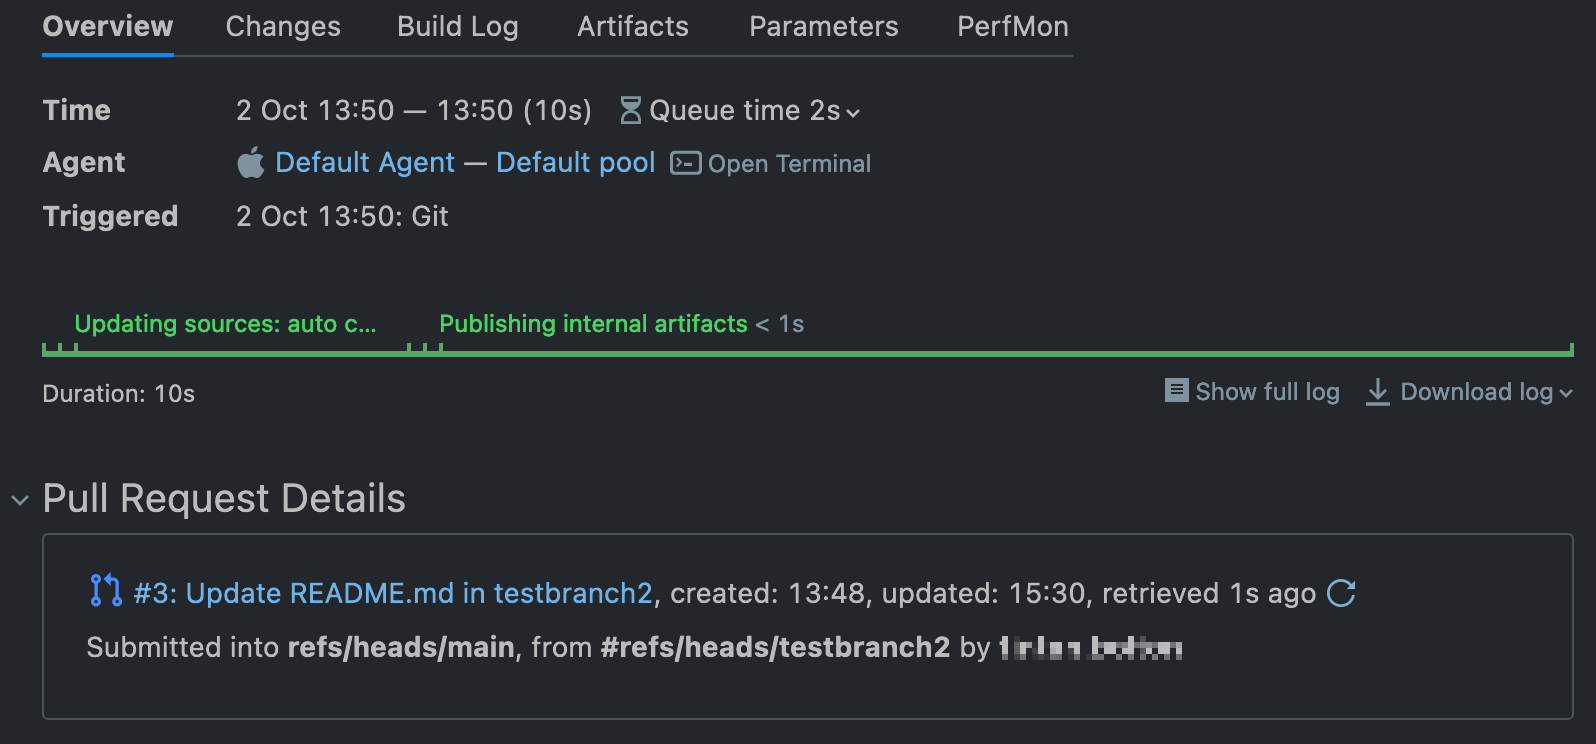 Overview Changes Build Log Artifacts Parameters PerfMon
Time 2 Oct 13:50 — 13:50 (10s) Queue time 2s
Agent Default Agent — Default pool Open Terminal
Triggered 2 Oct 13:50: Git
Updating sources: auto c... Publishing internal artifacts < 1s
Duration: 10s Show full log Download log
Pull Request Details
#3: Update README.md in testbranch2, created: 13:48, updated: 15:30, retrieved 1s ago
Submitted into refs/heads/main, from #refs/heads/testbranch2 by